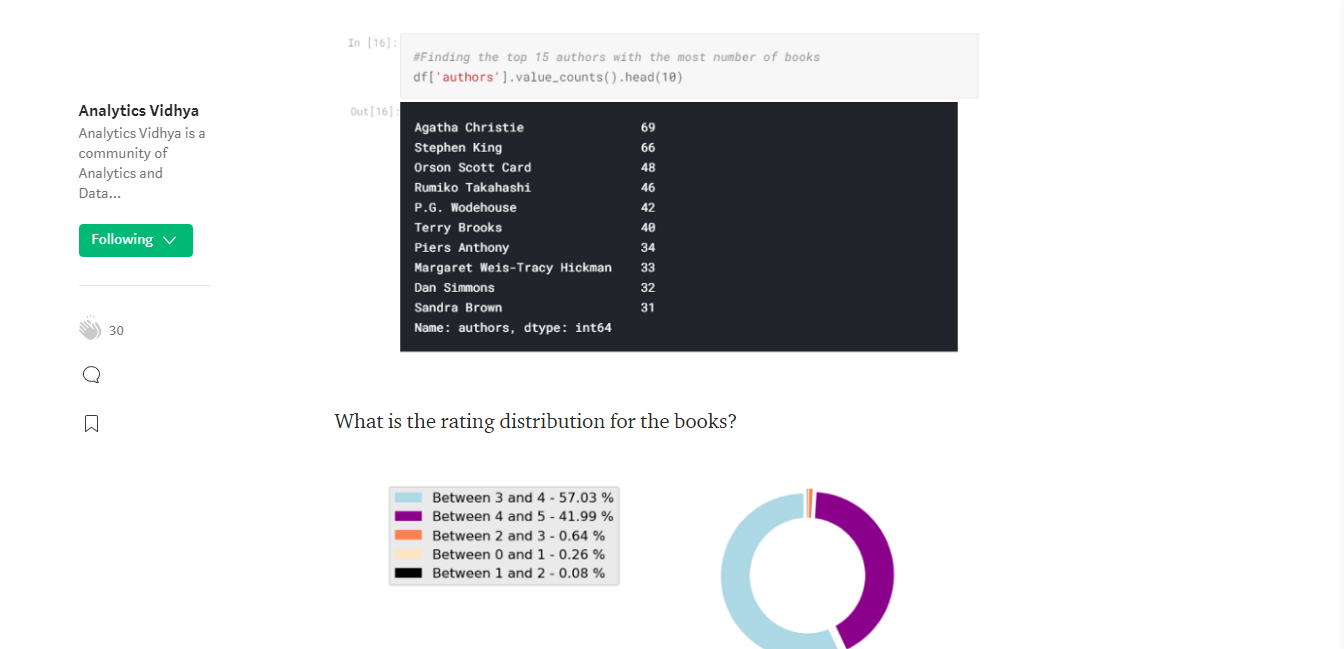 In [16]:
#Finding the top 15 authors with the most number of books
df['authors'].value_counts().head(10)
Out[16]:
Agatha Christie 69
Stephen King 66
Orson Scott Card 48
Rumiko Takahashi 46
P.G. Wodehouse 42
Terry Brooks 40
Piers Anthony 34
Margaret Weis-Tracy Hickman 33
Dan Simmons 32
Sandra Brown 31
Name: authors, dtype: int64
Analytics Vidhya
Analytics Vidhya is a
community of
Analytics and
Data...
Following
30
What is the rating distribution for the books?
Between 3 and 4 - 57.03 %
Between 4 and 5 - 41.99 %
Between 2 and 3 - 0.64 %
Between 0 and 1 - 0.26 %
Between 1 and 2 - 0.08 %